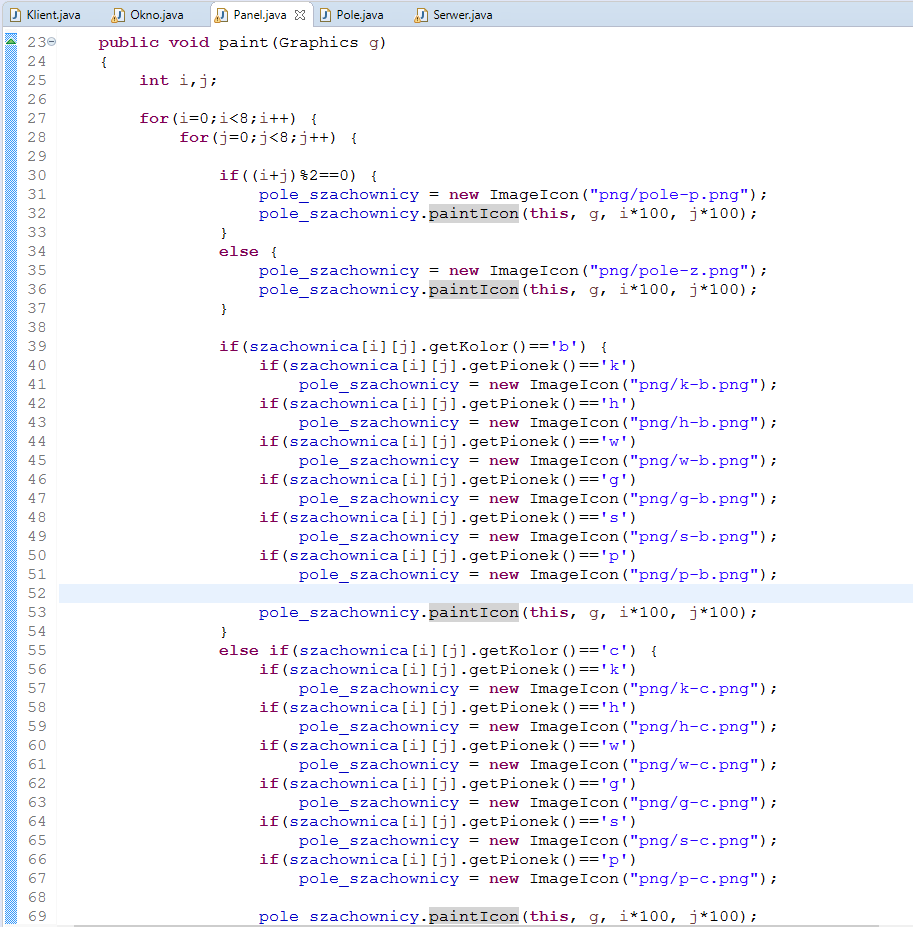 Klient.java Okno.java Panel.java Pole.java Serwer.java
23 public void paint(Graphics g)
24 {
25 int i,j;
26
27 for(i=0;i<8;i++) {
28 for(j=0;j<8;j++) {
29
30 if((i+j)%2==0) {
31 pole_szachownicy = new ImageIcon("png/pole-p.png");
32 pole_szachownicy.paintIcon(this, g, i*100, j*100);
33 }
34 else {
35 pole_szachownicy = new ImageIcon("png/pole-z.png");
36 pole_szachownicy.paintIcon(this, g, i*100, j*100);
37 }
38
39 if(szachownica[i][j].getKolor()=='b') {
40 if(szachownica[i][j].getPionek()=='k')
41 pole_szachownicy = new ImageIcon("png/k-b.png");
42 if(szachownica[i][j].getPionek()=='h')
43 pole_szachownicy = new ImageIcon("png/h-b.png");
44 if(szachownica[i][j].getPionek()=='w')
45 pole_szachownicy = new ImageIcon("png/w-b.png");
46 if(szachownica[i][j].getPionek()=='g')
47 pole_szachownicy = new ImageIcon("png/g-b.png");
48 if(szachownica[i][j].getPionek()=='s')
49 pole_szachownicy = new ImageIcon("png/s-b.png");
50 if(szachownica[i][j].getPionek()=='p')
51 pole_szachownicy = new ImageIcon("png/p-b.png");
52
53 pole_szachownicy.paintIcon(this, g, i*100, j*100);
54 }
55 else if(szachownica[i][j].getKolor()=='c') {
56 if(szachownica[i][j].getPionek()=='k')
57 pole_szachownicy = new ImageIcon("png/k-c.png");
58 if(szachownica[i][j].getPionek()=='h')
59 pole_szachownicy = new ImageIcon("png/h-c.png");
60 if(szachownica[i][j].getPionek()=='w')
61 pole_szachownicy = new ImageIcon("png/w-c.png");
62 if(szachownica[i][j].getPionek()=='g')
63 pole_szachownicy = new ImageIcon("png/g-c.png");
64 if(szachownica[i][j].getPionek()=='s')
65 pole_szachownicy = new ImageIcon("png/s-c.png");
66 if(szachownica[i][j].getPionek()=='p')
67 pole_szachownicy = new ImageIcon("png/p-c.png");
68
69 pole_szachownicy.paintIcon(this, g, i*100, j*100);